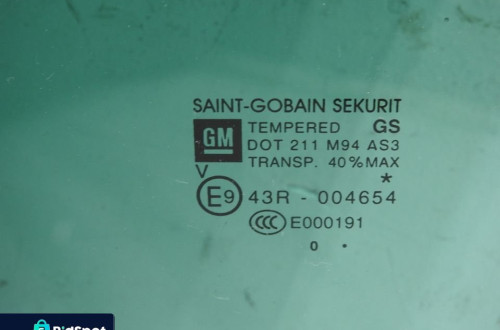 SAINT-GOBAIN SEKURIT
GM TEMPERED GS
DOT 211 M94 AS3
TRANSP. 40%MAX
V *
E9 43R - 004654
CCC E000191
0 •
BidSpot